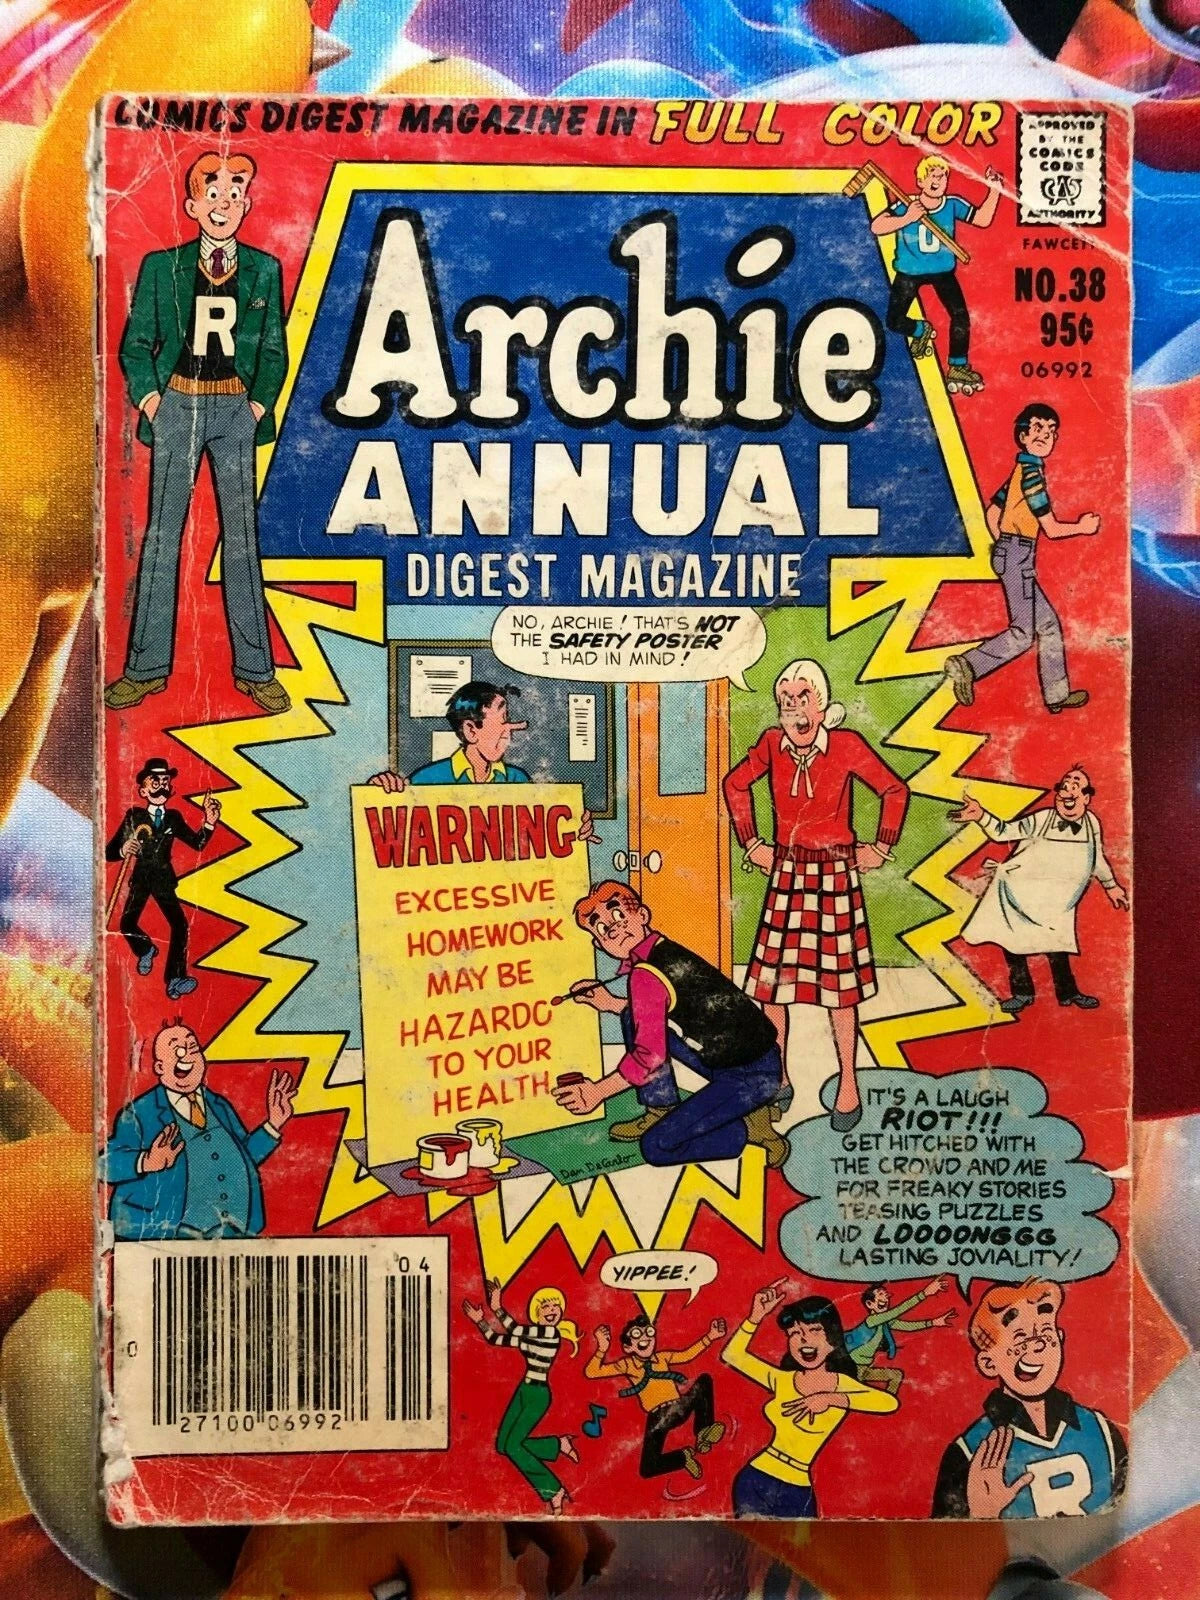 COMICS DIGEST MAGAZINE IN FULL COLOR
APPROVED
BY THE
COMICS
CODE
CA
AUTHORITY
FAWCETT
NO.38
95¢
06992
R
U
Archie
ANNUAL
DIGEST MAGAZINE
NO, ARCHIE! THAT'S NOT
THE SAFETY POSTER
I HAD IN MIND!
WARNING
EXCESSIVE
HOMEWORK
MAY BE
HAZARDO
TO YOUR
HEALTH
Dan DeCarlo
IT'S A LAUGH
RIOT!!!
GET HITCHED WITH
THE CROWD AND ME
FOR FREAKY STORIES
TEASING PUZZLES
AND LOOOONGGG
LASTING JOVIALITY!
YIPPEE!
R
04
0
27100 06992